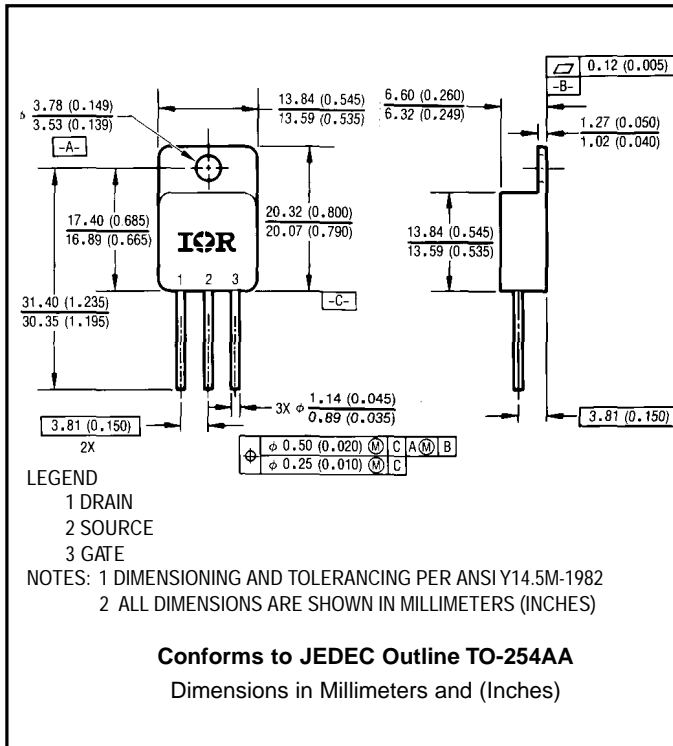 0.12 (0.005)
-B-
13.84 (0.545)
13.59 (0.535)
6.60 (0.260)
6.32 (0.249)
ϕ 3.78 (0.149)
3.53 (0.139)
1.27 (0.050)
1.02 (0.040)
-A-
17.40 (0.685)
16.89 (0.665)
20.32 (0.800)
20.07 (0.790)
13.84 (0.545)
13.59 (0.535)
IOR
1 2 3
31.40 (1.235)
30.35 (1.195)
-C-
3X ϕ 1.14 (0.045)
0.89 (0.035)
3.81 (0.150)
2X
3.81 (0.150)
ϕ 0.50 (0.020) Ⓜ C A Ⓜ B
ϕ 0.25 (0.010) Ⓜ C
LEGEND
1 DRAIN
2 SOURCE
3 GATE
NOTES: 1 DIMENSIONING AND TOLERANCING PER ANSI Y14.5M-1982
2 ALL DIMENSIONS ARE SHOWN IN MILLIMETERS (INCHES)
Conforms to JEDEC Outline TO-254AA
Dimensions in Millimeters and (Inches)